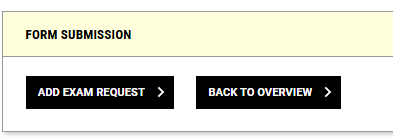 FORM SUBMISSION
ADD EXAM REQUEST
BACK TO OVERVIEW